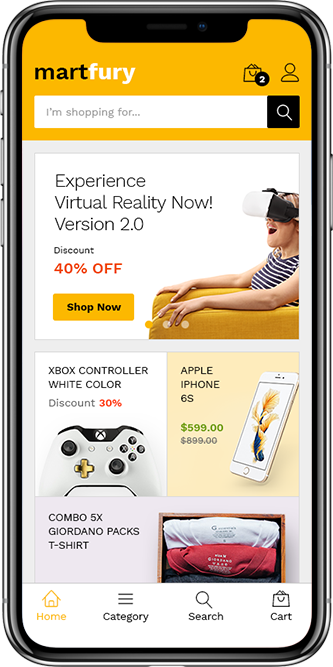 martfury
2
I'm shopping for...
Experience
Virtual Reality Now!
Version 2.0
Discount
40% OFF
Shop Now
XBOX CONTROLLER
WHITE COLOR
Discount 30%
APPLE
IPHONE
6S
$599.00
$899.00
COMBO 5X
GIORDANO PACKS
T-SHIRT
Home
Category
Search
Cart